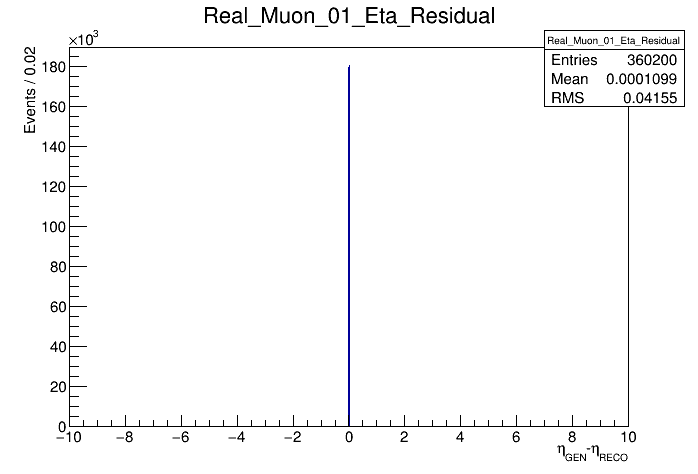 Real_Muon_01_Eta_Residual
×10³
Real_Muon_01_Eta_Residual
Entries 360200
Mean 0.0001099
RMS 0.04155
Events / 0.02
180
160
140
120
100
80
60
40
20
0
−10 −8 −6 −4 −2 0 2 4 6 8 10
η_GEN-η_RECO